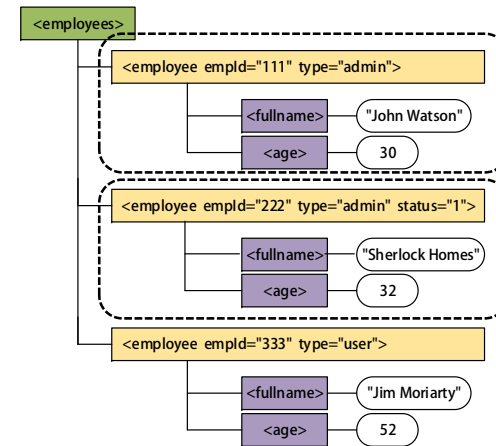 <employees>
<employee empId="111" type="admin">
<fullname> "John Watson"
<age> 30
<employee empId="222" type="admin" status="1">
<fullname> "Sherlock Homes"
<age> 32
<employee empId="333" type="user">
<fullname> "Jim Moriarty"
<age> 52